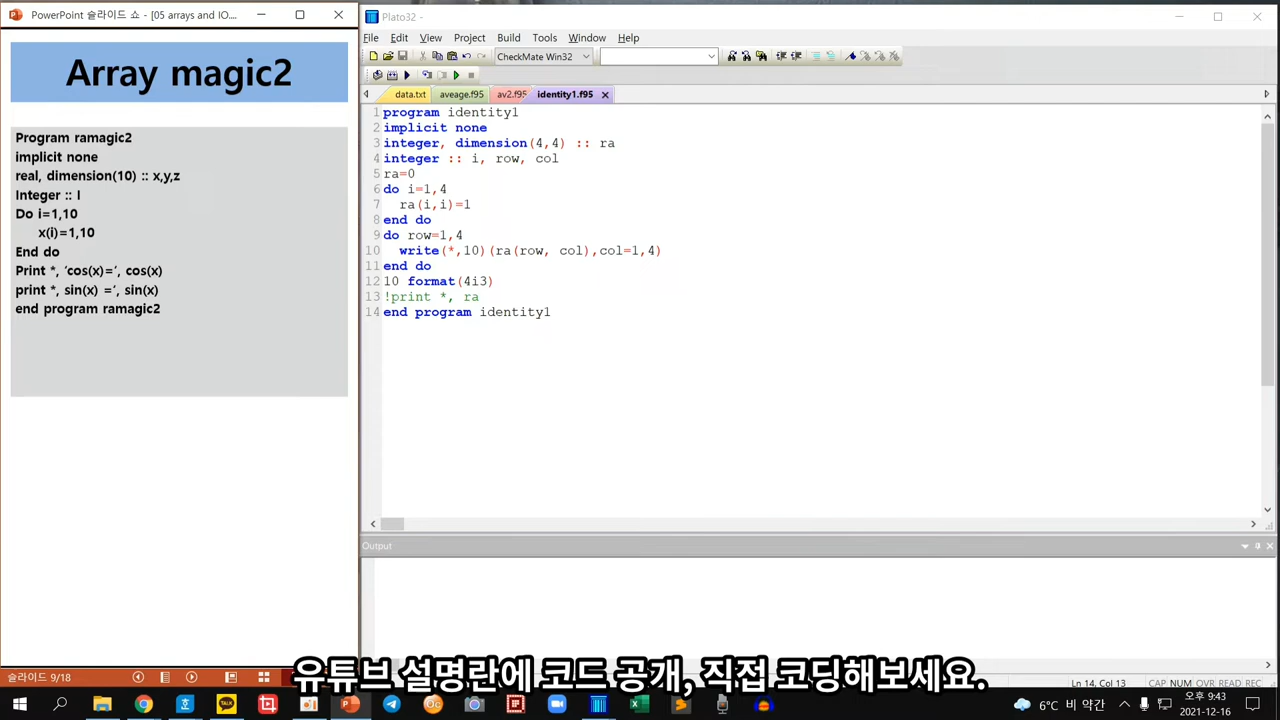 PowerPoint 슬라이드 쇼 - [05 arrays and IO....
Array magic2
Program ramagic2
implicit none
real, dimension(10) :: x,y,z
Integer :: I
Do i=1,10
x(i)=1,10
End do
Print *, ‘cos(x)=‘, cos(x)
print *, sin(x) =‘, sin(x)
end program ramagic2
슬라이드 9/18
Plato32 -
File Edit View Project Build Tools Window Help
CheckMate Win32
data.txt aveage.f95 av2.f95 identity1.f95
1 program identity1
2 implicit none
3 integer, dimension(4,4) :: ra
4 integer :: i, row, col
5 ra=0
6 do i=1,4
7 ra(i,i)=1
8 end do
9 do row=1,4
10 write(*,10)(ra(row, col),col=1,4)
11 end do
12 10 format(4i3)
13 !print *, ra
14 end program identity1
Output
유튜브 설명란에 코드 공개, 직접 코딩해보세요.
Ln 14, Col 13 CAP NUM OVR READ REC
TALK
6°C 비 약간
오후 9:43
2021-12-16